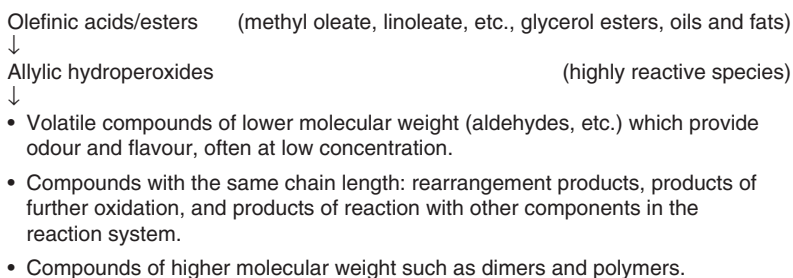 Olefinic acids/esters (methyl oleate, linoleate, etc., glycerol esters, oils and fats)
↓
Allylic hydroperoxides (highly reactive species)
↓
• Volatile compounds of lower molecular weight (aldehydes, etc.) which provide
odour and flavour, often at low concentration.
• Compounds with the same chain length: rearrangement products, products of
further oxidation, and products of reaction with other components in the
reaction system.
• Compounds of higher molecular weight such as dimers and polymers.